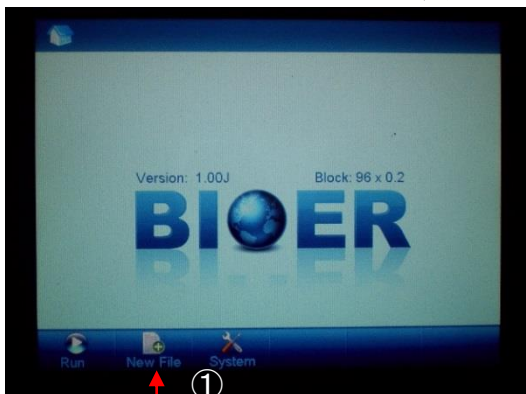 Version: 1.00J Block: 96 x 0.2
BIOER
Run New File System
①